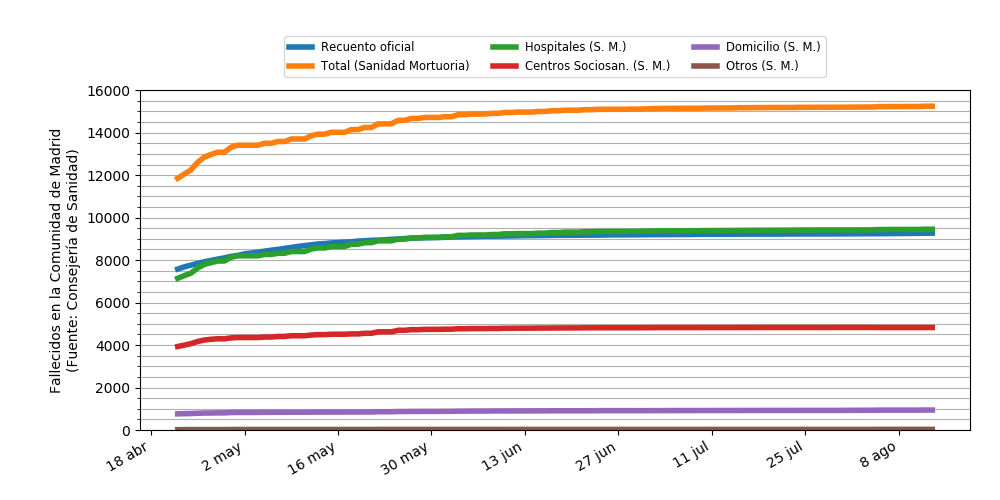 Recuento oficial
Total (Sanidad Mortuoria)
Hospitales (S. M.)
Centros Sociosan. (S. M.)
Domicilio (S. M.)
Otros (S. M.)
Fallecidos en la Comunidad de Madrid
(Fuente: Consejería de Sanidad)
16000
14000
12000
10000
8000
6000
4000
2000
0
18 abr
2 may
16 may
30 may
13 jun
27 jun
11 jul
25 jul
8 ago